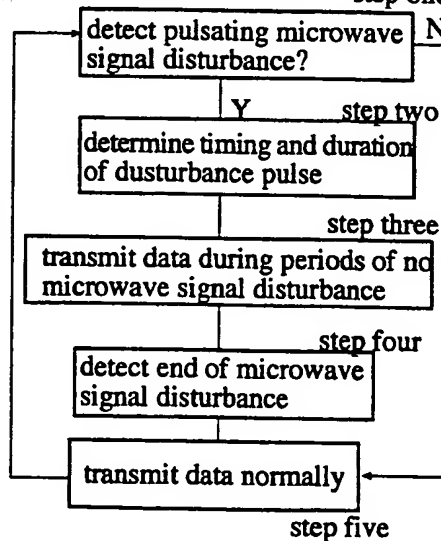 step one
detect pulsating microwave
signal disturbance?
N
Y
step two
determine timing and duration
of dusturbance pulse
step three
transmit data during periods of no
microwave signal disturbance
step four
detect end of microwave
signal disturbance
transmit data normally
step five